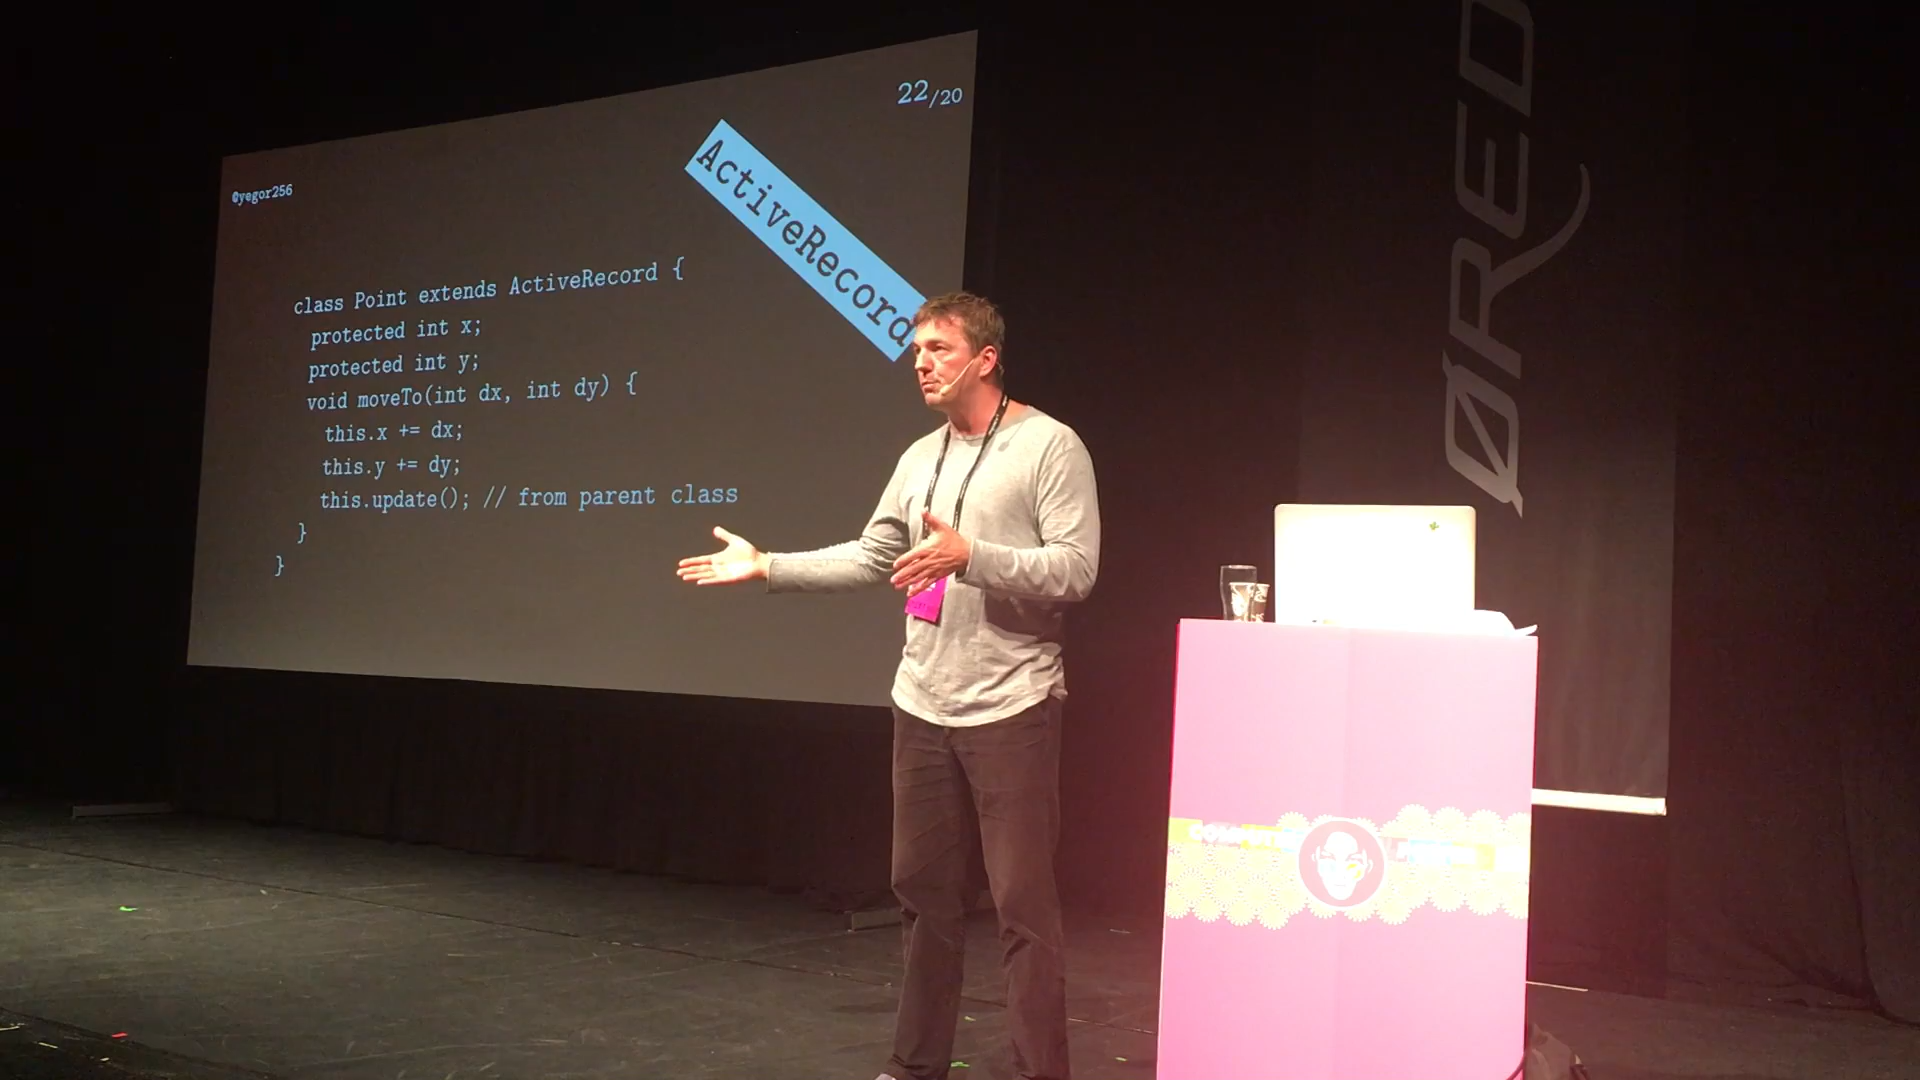 22/20
@yegor256
ActiveRecord
class Point extends ActiveRecord {
protected int x;
protected int y;
void moveTo(int dx, int dy) {
this.x += dx;
this.y += dy;
this.update(); // from parent class
}
}
ØRED